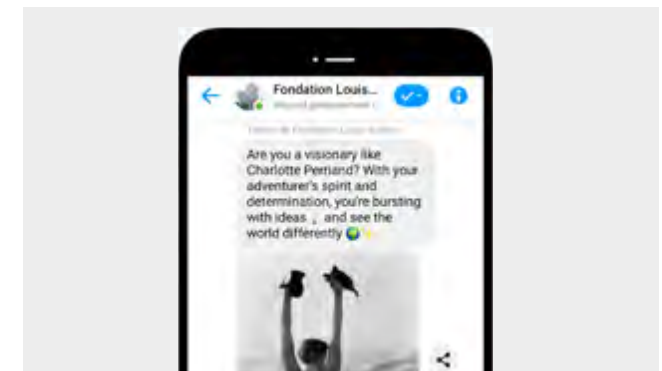 Fondation Louis...
Are you a visionary like
Charlotte Perriand? With your
adventurer's spirit and
determination, you're bursting
with ideas , and see the
world differently 🌍✨